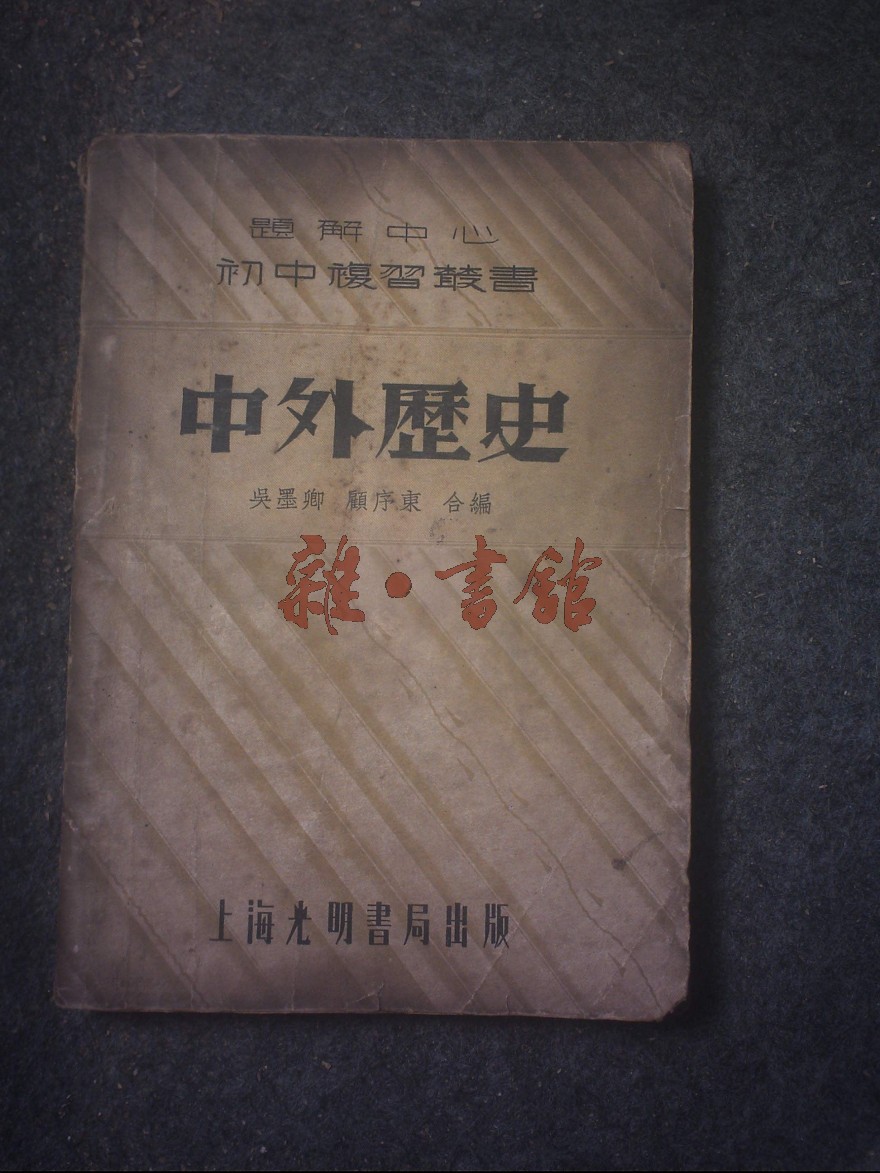 題解中心
初中複習叢書
中外歷史
吳墨卿 顧序東 合編
雜·書館
上海光明書局出版